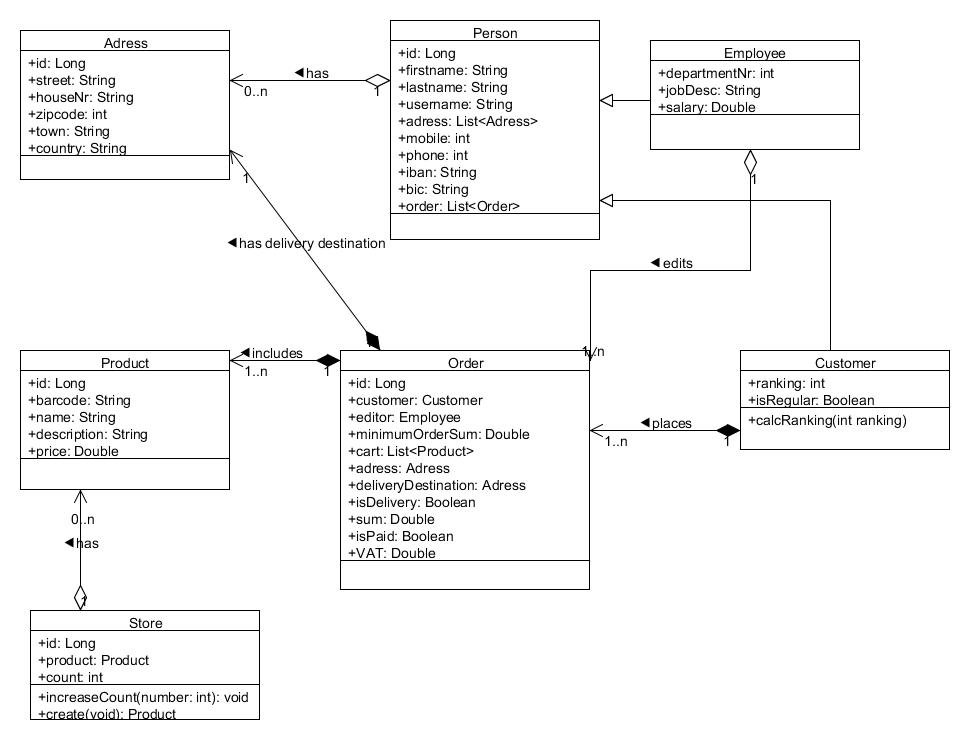 Adress
+id: Long
+street: String
+houseNr: String
+zipcode: int
+town: String
+country: String
◀has
0..n
1
Person
+id: Long
+firstname: String
+lastname: String
+username: String
+adress: List<Adress>
+mobile: int
+phone: int
+iban: String
+bic: String
+order: List<Order>
Employee
+departmentNr: int
+jobDesc: String
+salary: Double
1
1
◀has delivery destination
◀edits
1..n
Product
+id: Long
+barcode: String
+name: String
+description: String
+price: Double
◀includes
1..n
1
Order
+id: Long
+customer: Customer
+editor: Employee
+minimumOrderSum: Double
+cart: List<Product>
+adress: Adress
+deliveryDestination: Adress
+isDelivery: Boolean
+sum: Double
+isPaid: Boolean
+VAT: Double
◀places
1..n
1
Customer
+ranking: int
+isRegular: Boolean
+calcRanking(int ranking)
0..n
◀has
1
Store
+id: Long
+product: Product
+count: int
+increaseCount(number: int): void
+create(void): Product